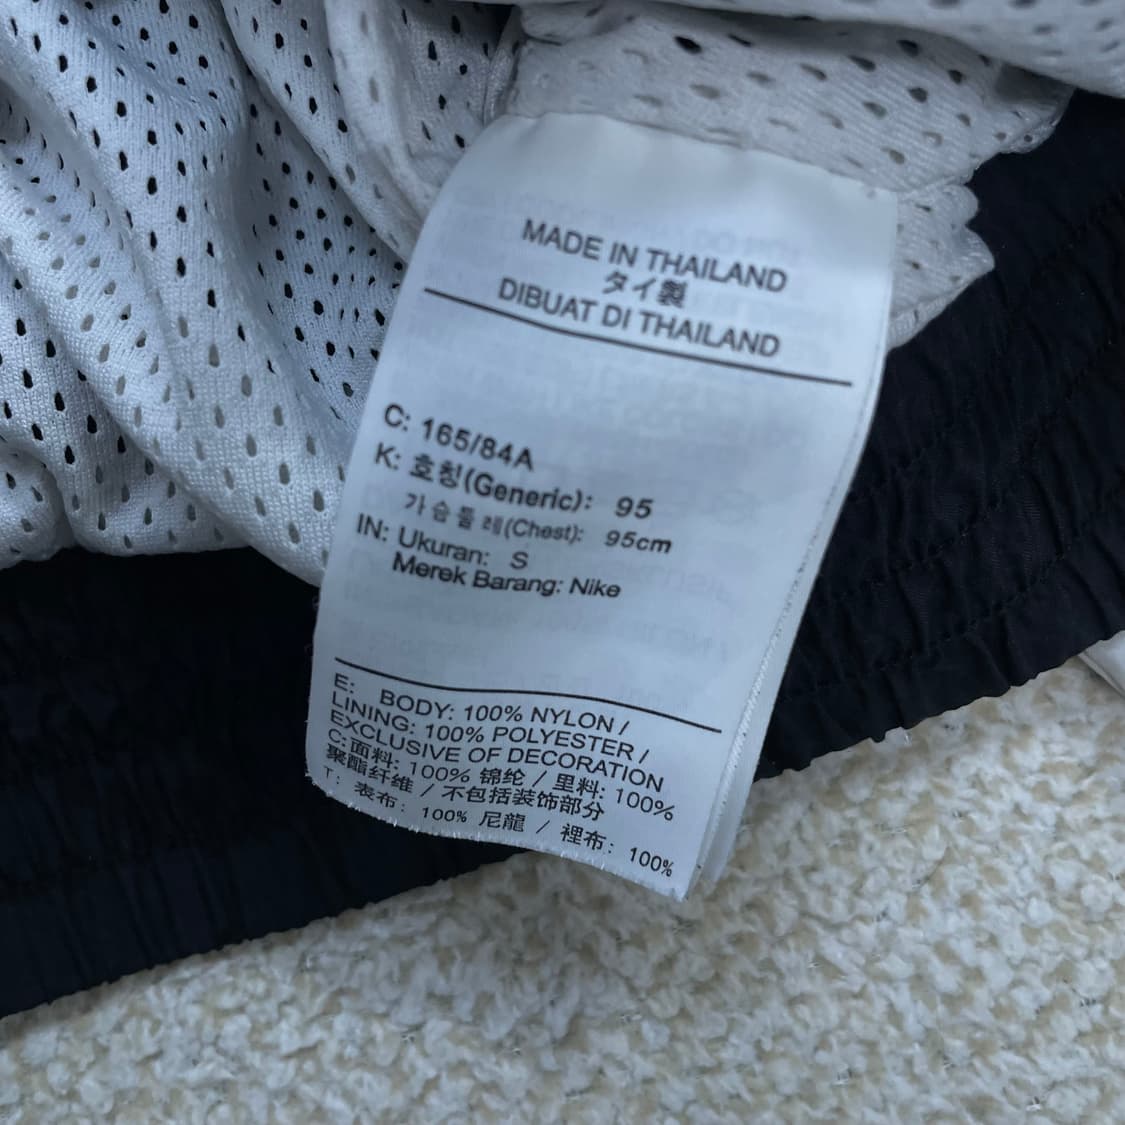 MADE IN THAILAND
タイ製
DIBUAT DI THAILAND
C: 165/84A
K: 호칭(Generic): 95
가슴둘레(Chest): 95cm
IN: Ukuran: S
Merek Barang: Nike
E: BODY: 100% NYLON /
LINING: 100% POLYESTER /
EXCLUSIVE OF DECORATION
C:面料: 100% 锦纶 / 里料: 100%
聚酯纤维 / 不包括装饰部分
T: 表布: 100% 尼龍 / 裡布: 100%